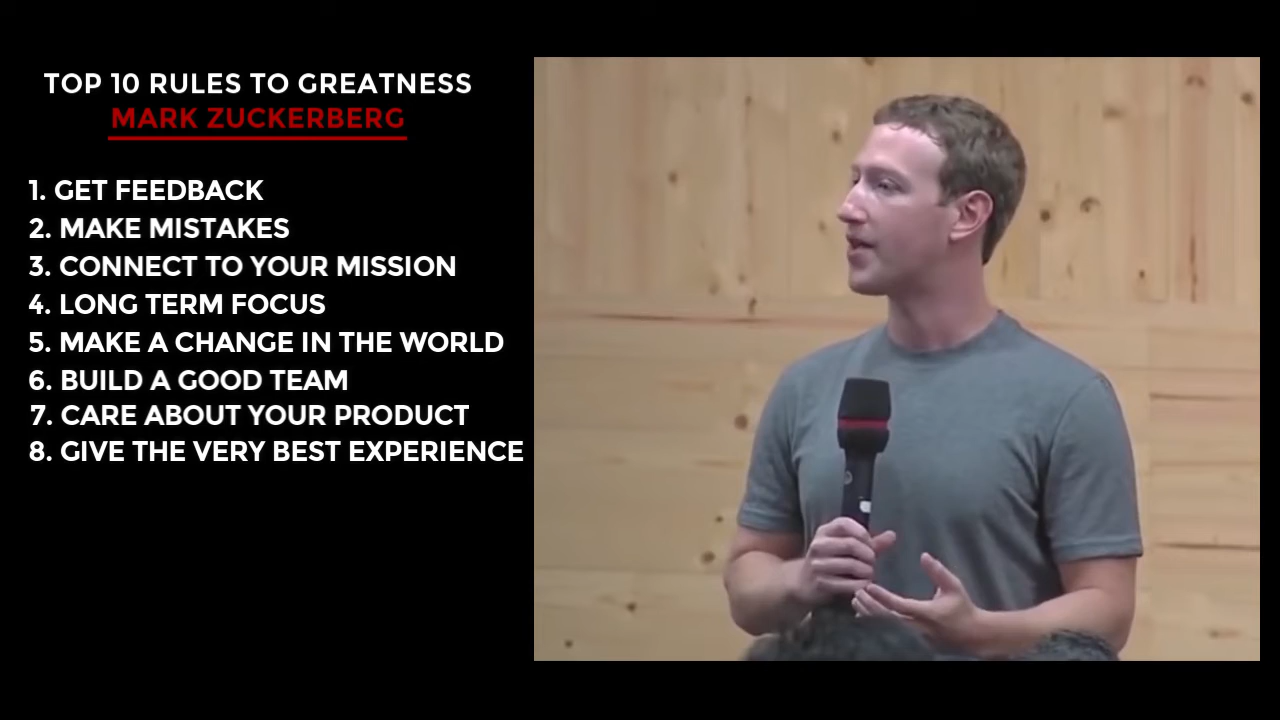 TOP 10 RULES TO GREATNESS
MARK ZUCKERBERG
1. GET FEEDBACK
2. MAKE MISTAKES
3. CONNECT TO YOUR MISSION
4. LONG TERM FOCUS
5. MAKE A CHANGE IN THE WORLD
6. BUILD A GOOD TEAM
7. CARE ABOUT YOUR PRODUCT
8. GIVE THE VERY BEST EXPERIENCE